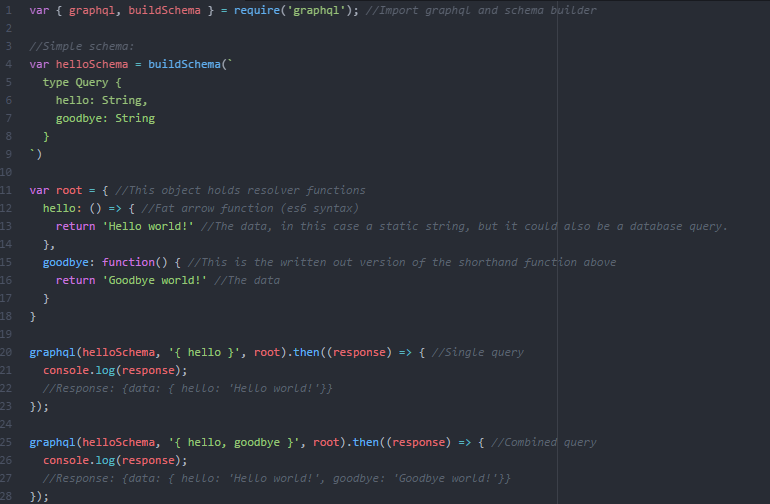 1 var { graphql, buildSchema } = require('graphql'); //Import graphql and schema builder
2
3 //Simple schema:
4 var helloSchema = buildSchema(`
5   type Query {
6     hello: String,
7     goodbye: String
8   }
9 `)
10
11 var root = { //This object holds resolver functions
12   hello: () => { //Fat arrow function (es6 syntax)
13     return 'Hello world!' //The data, in this case a static string, but it could also be a database query.
14   },
15   goodbye: function() { //This is the written out version of the shorthand function above
16     return 'Goodbye world!' //The data
17   }
18 }
19
20 graphql(helloSchema, '{ hello }', root).then((response) => { //Single query
21   console.log(response);
22   //Response: {data: { hello: 'Hello world!'}}
23 });
24
25 graphql(helloSchema, '{ hello, goodbye }', root).then((response) => { //Combined query
26   console.log(response);
27   //Response: {data: { hello: 'Hello world!', goodbye: 'Goodbye world!'}}
28 });